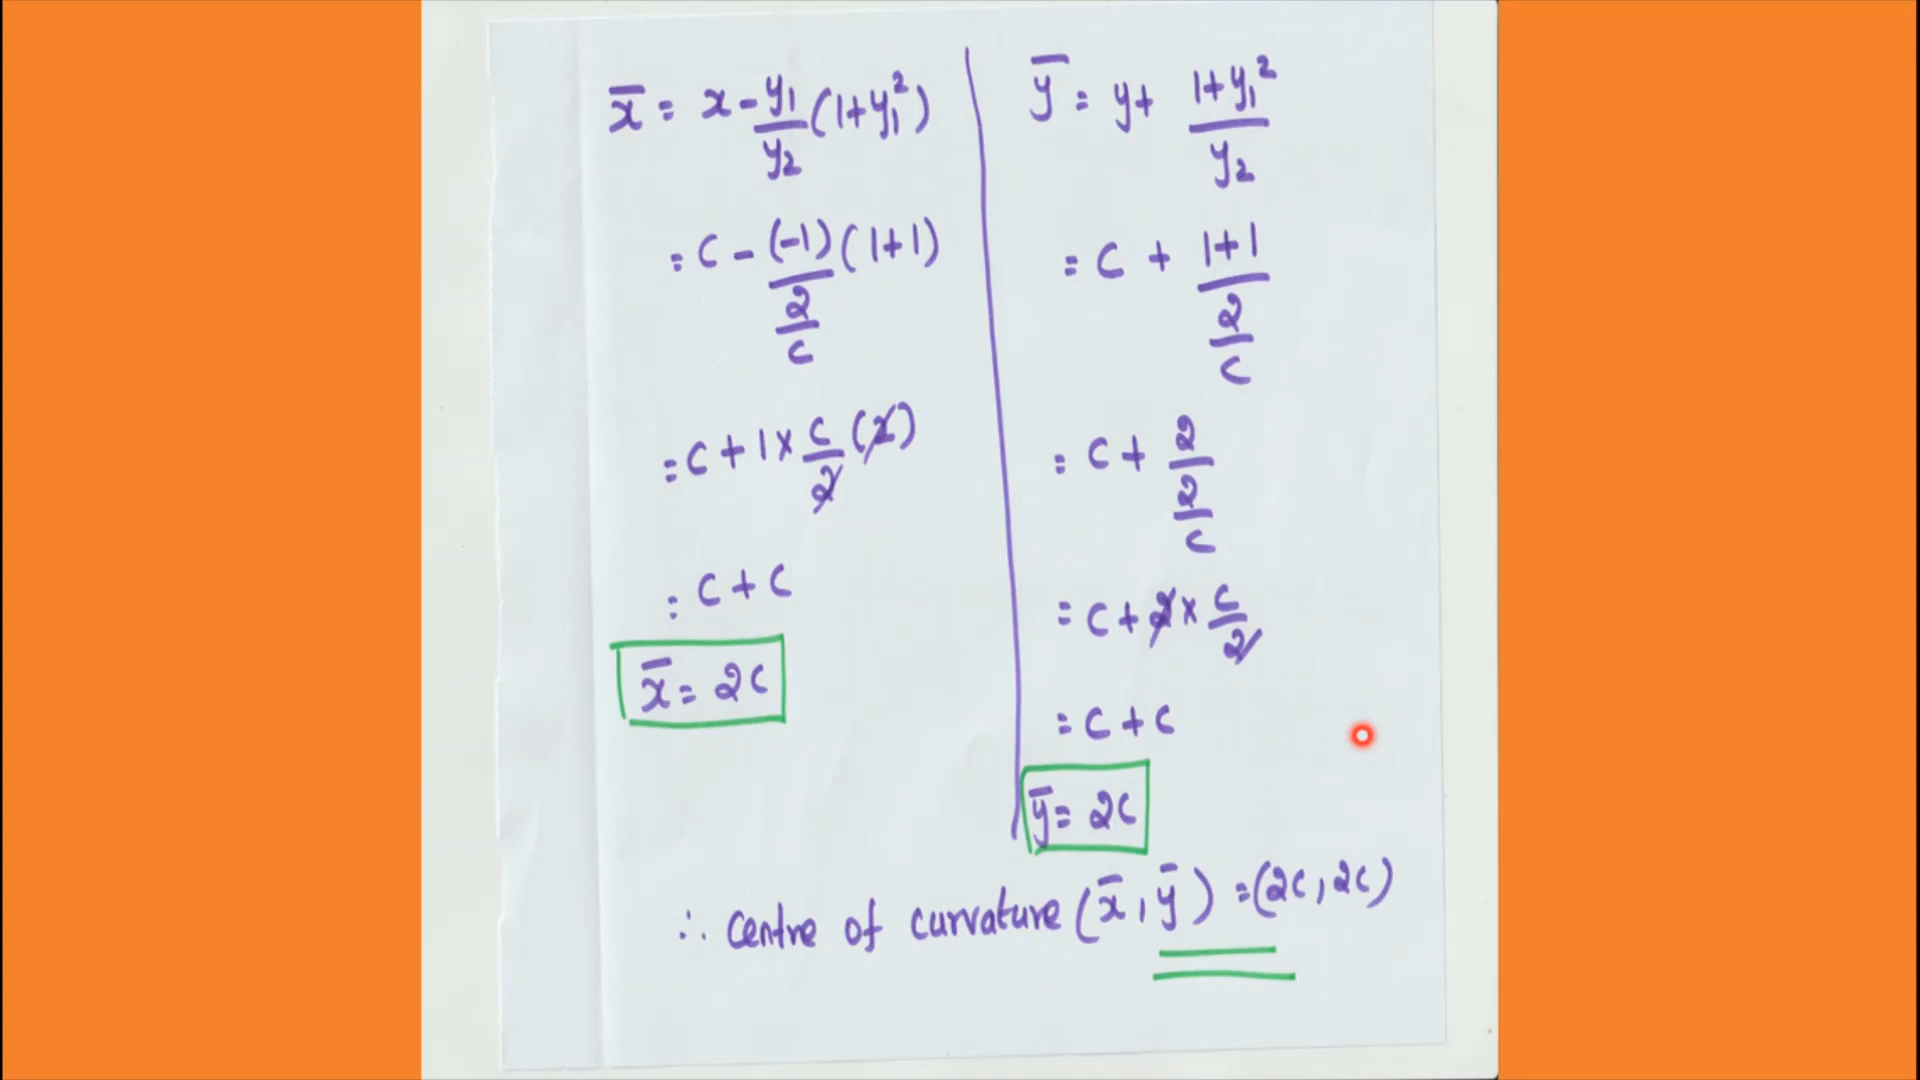 x̄ = x - y₁/y₂ (1+y₁²)
= c - (-1)/(2/c) (1+1)
= c + 1 × c/2 (2)
= c + c
x̄ = 2c
ȳ = y + (1+y₁²)/y₂
= c + (1+1)/(2/c)
= c + 2/(2/c)
= c + 2 × c/2
= c + c
ȳ = 2c
∴ centre of curvature (x̄, ȳ) = (2c, 2c)